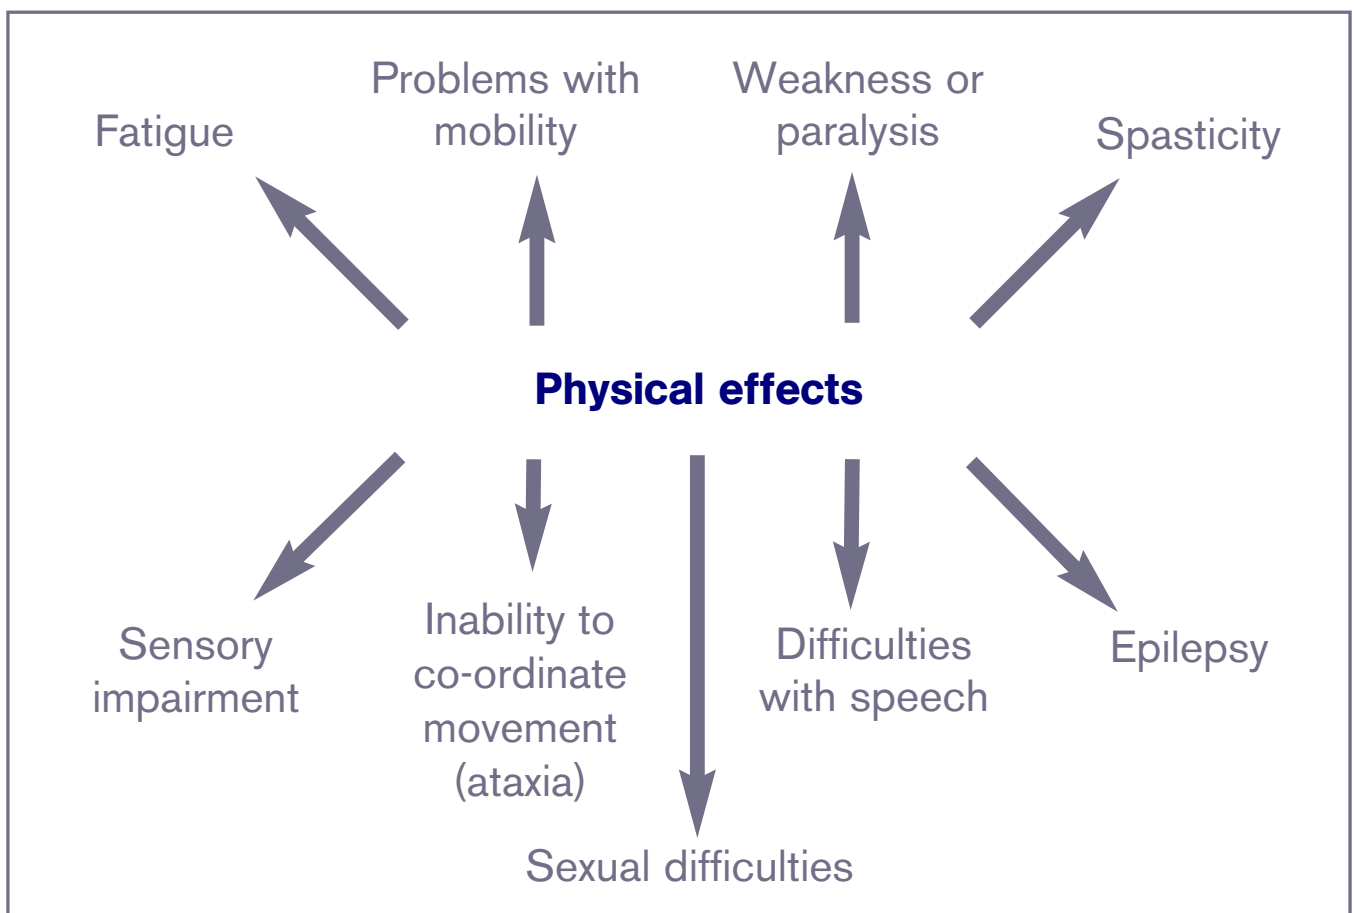 Fatigue
Problems with
mobility
Weakness or
paralysis
Spasticity
Physical effects
Sensory
impairment
Inability to
co-ordinate
movement
(ataxia)
Difficulties
with speech
Epilepsy
Sexual difficulties